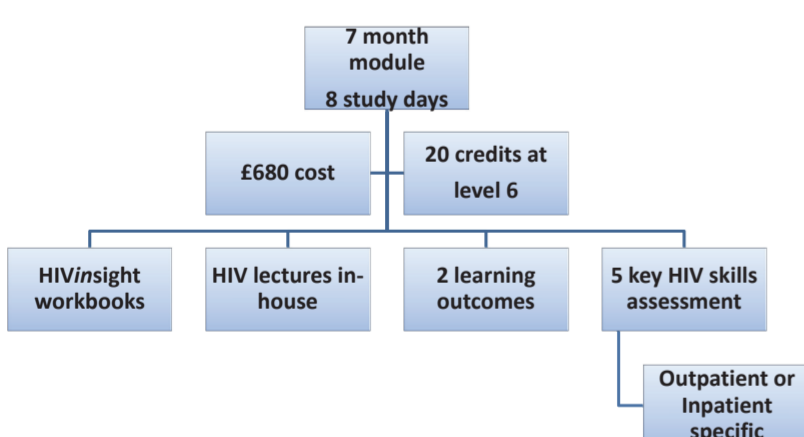 7 month
module
8 study days
£680 cost
20 credits at
level 6
HIVinsight
workbooks
HIV lectures in-
house
2 learning
outcomes
5 key HIV skills
assessment
Outpatient or
Inpatient
specific